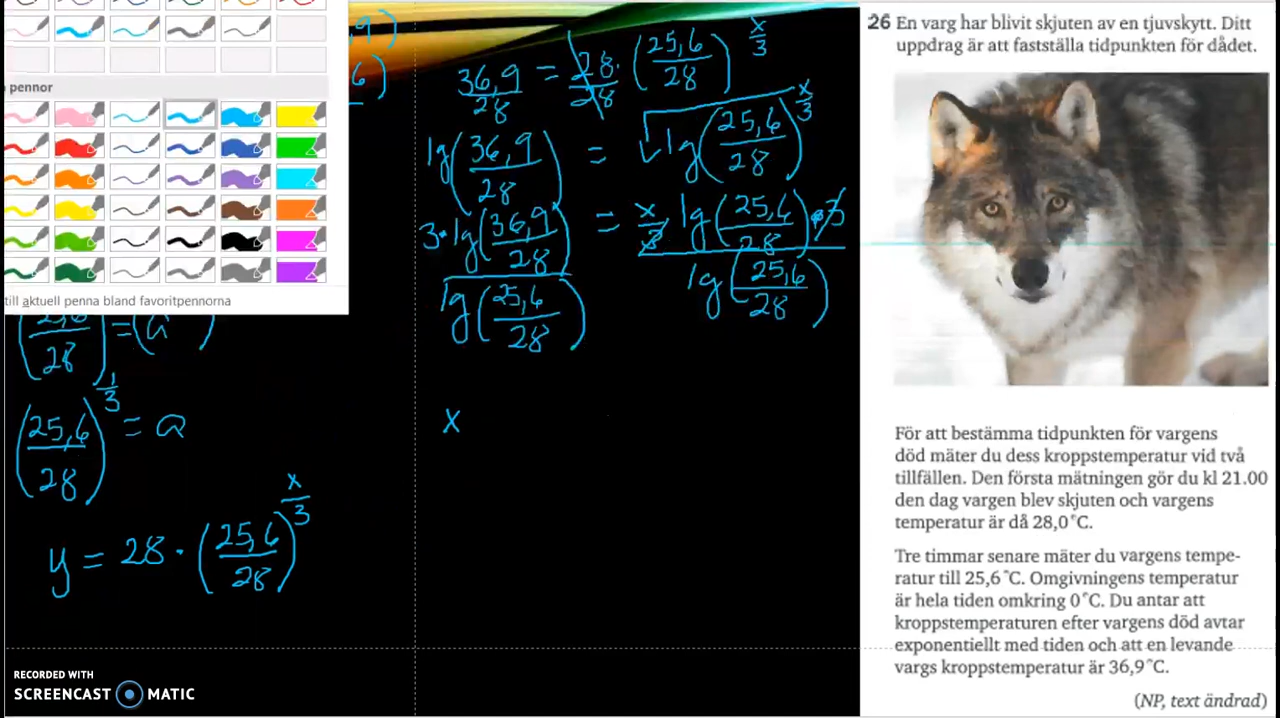 pennor
till aktuell penna bland favoritpennorna
(25,6/28) = (a )
(25,6/28)^(1/3) = a
y = 28 · (25,6/28)^(x/3)
36,9/28 = 28/28 · (25,6/28)^(x/3)
lg(36,9/28) = lg(25,6/28)^(x/3)
3·lg(36,9/28) = x/3 lg(25,6/28)·3
lg(25,6/28) lg(25,6/28)
x
RECORDED WITH
SCREENCAST MATIC
26 En varg har blivit skjuten av en tjuvskytt. Ditt
uppdrag är att fastställa tidpunkten för dådet.
För att bestämma tidpunkten för vargens
död mäter du dess kroppstemperatur vid två
tillfällen. Den första mätningen gör du kl 21.00
den dag vargen blev skjuten och vargens
temperatur är då 28,0˚C.
Tre timmar senare mäter du vargens tempe-
ratur till 25,6˚C. Omgivningens temperatur
är hela tiden omkring 0˚C. Du antar att
kroppstemperaturen efter vargens död avtar
exponentiellt med tiden och att en levande
vargs kroppstemperatur är 36,9˚C.
(NP, text ändrad)